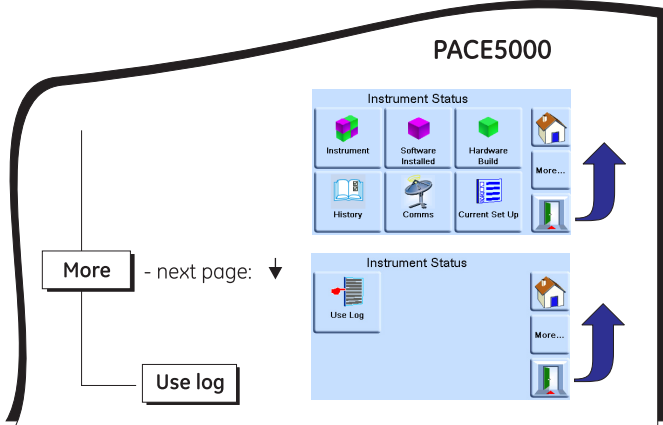 PACE5000
Instrument Status
Instrument
Software
Installed
Hardware
Build
More...
History
Comms
Current Set Up
More - next page:
Instrument Status
Use Log
More...
Use log